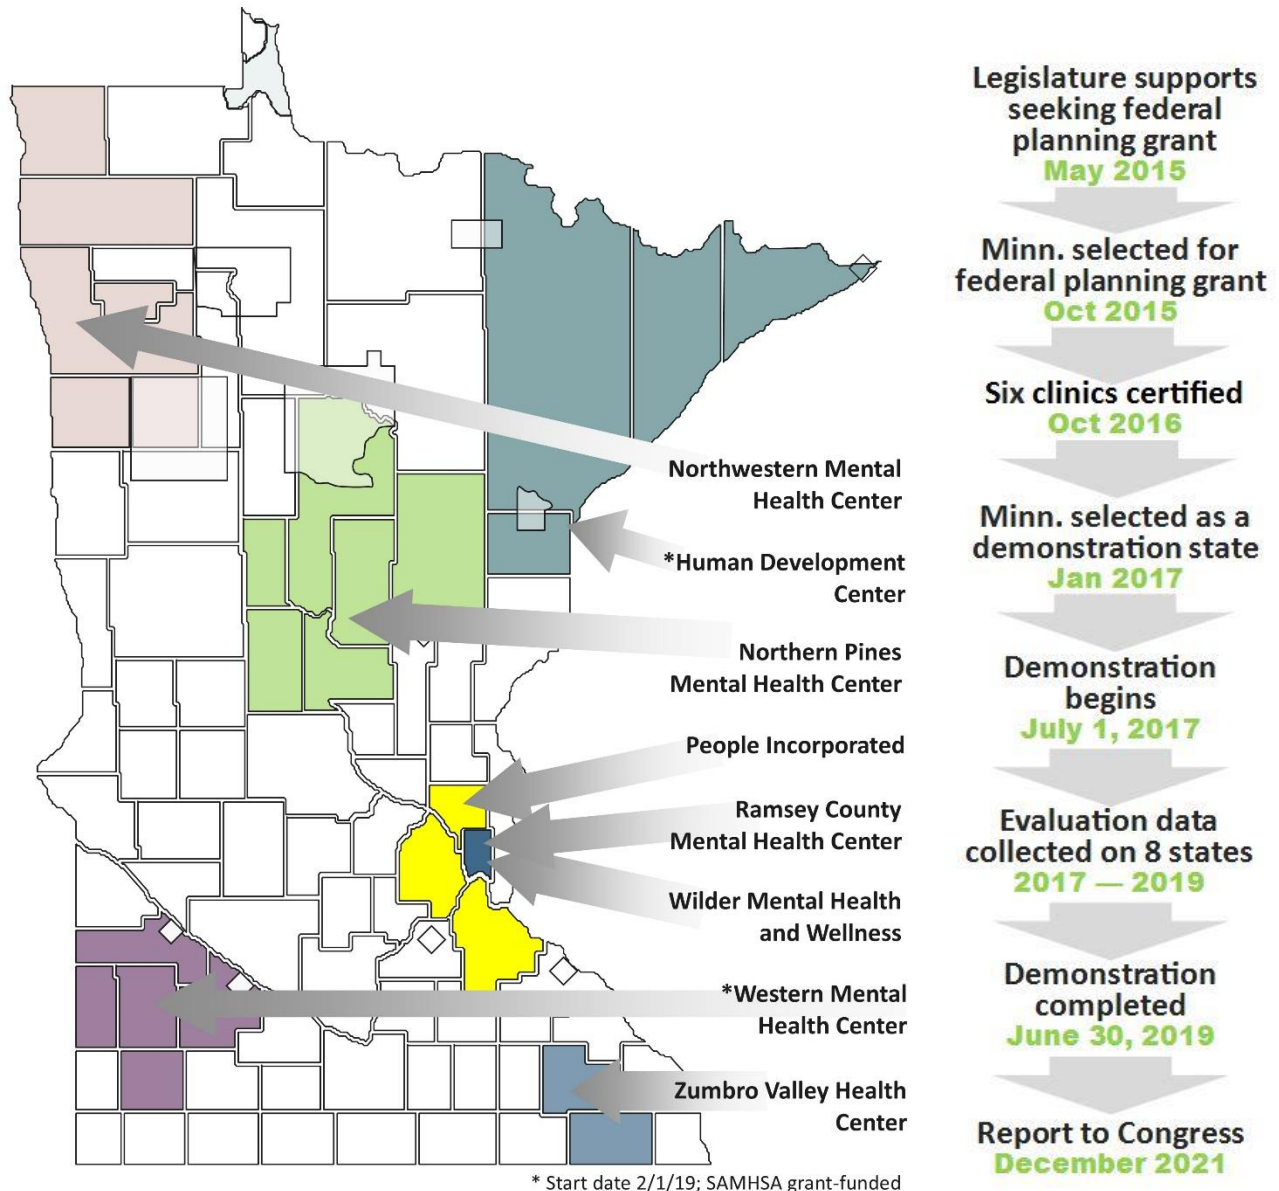 Northwestern Mental
Health Center
*Human Development
Center
Northern Pines
Mental Health Center
People Incorporated
Ramsey County
Mental Health Center
Wilder Mental Health
and Wellness
*Western Mental
Health Center
Zumbro Valley Health
Center
* Start date 2/1/19; SAMHSA grant-funded
Legislature supports
seeking federal
planning grant
May 2015
Minn. selected for
federal planning grant
Oct 2015
Six clinics certified
Oct 2016
Minn. selected as a
demonstration state
Jan 2017
Demonstration
begins
July 1, 2017
Evaluation data
collected on 8 states
2017 — 2019
Demonstration
completed
June 30, 2019
Report to Congress
December 2021